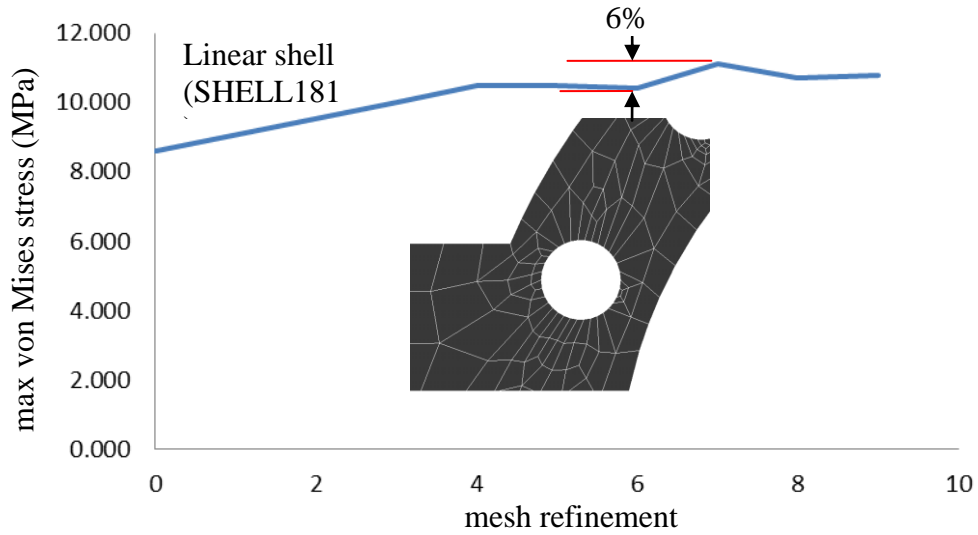 6%
12.000
Linear shell
(SHELL181
10.000
8.000
6.000
4.000
2.000
0.000
max von Mises stress (MPa)
0 2 4 6 8 10
mesh refinement